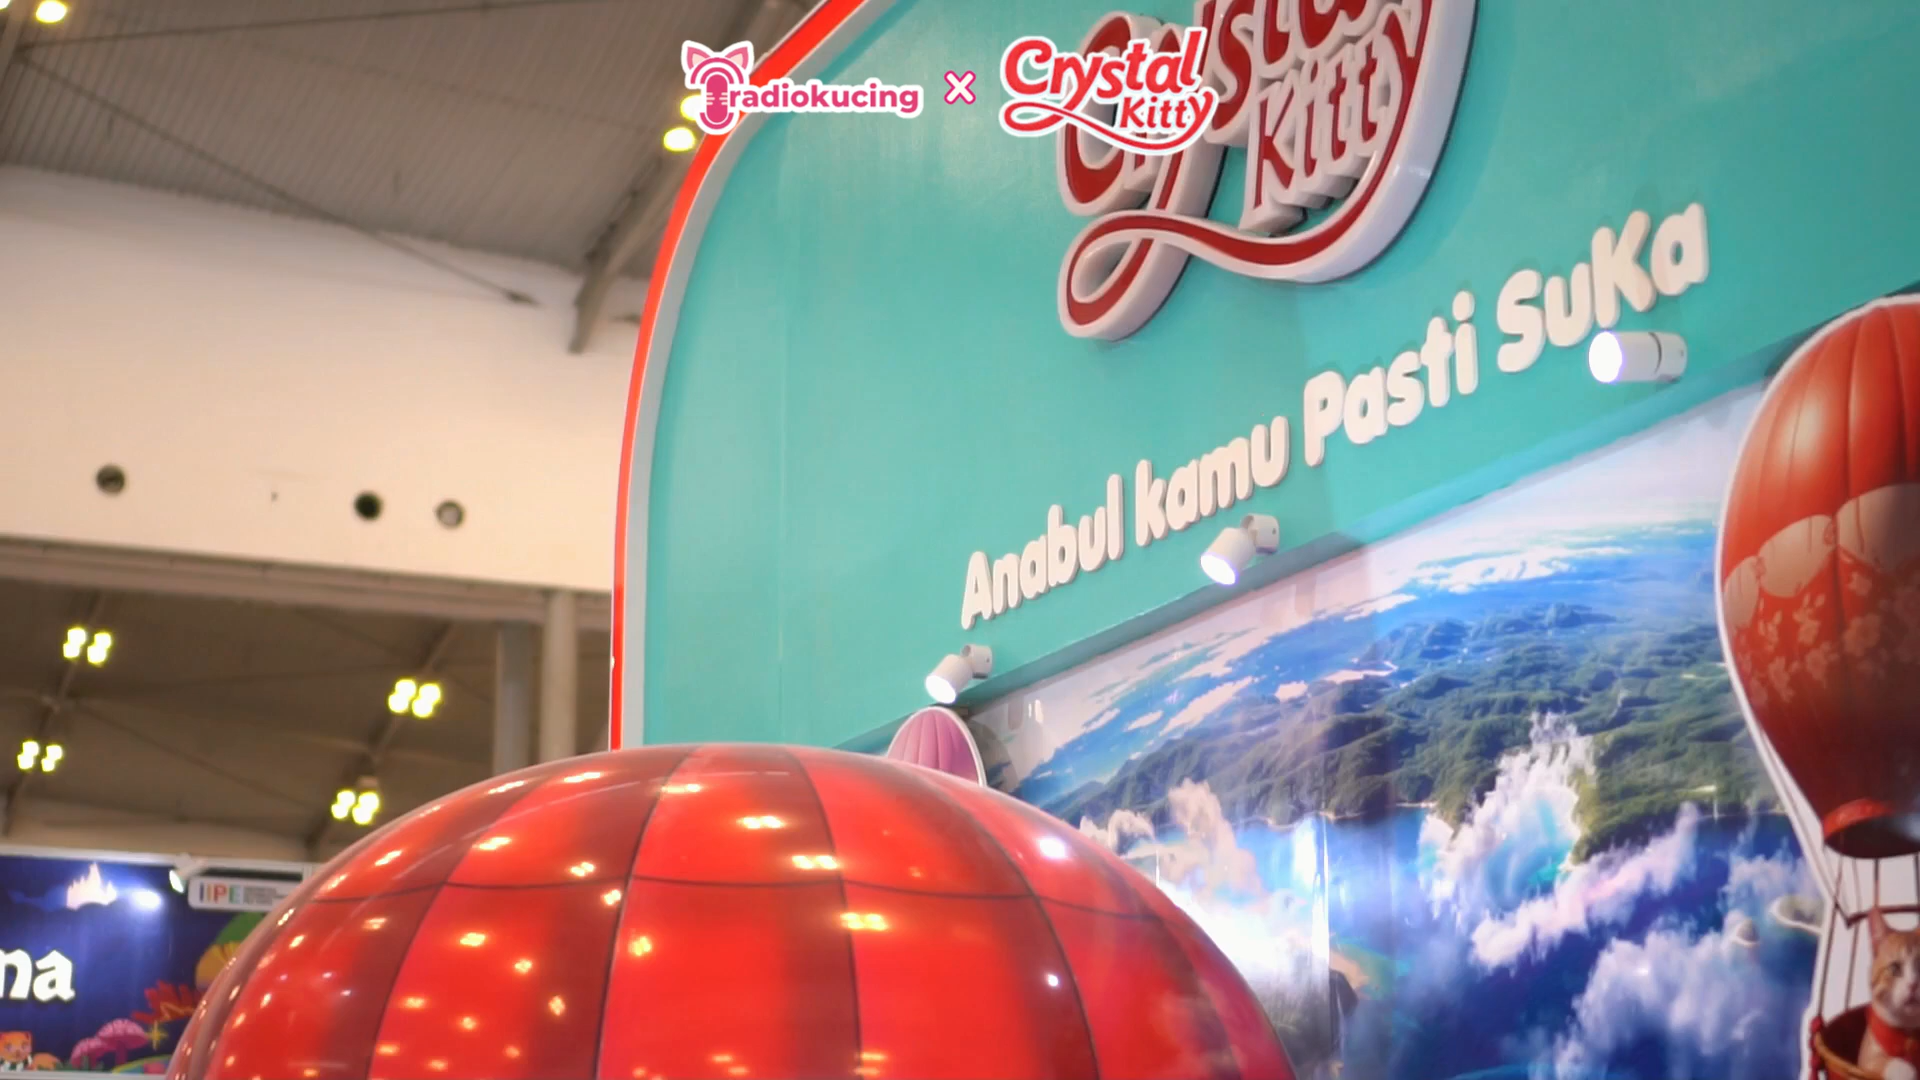 radiokucing x Crystal Kitty
Crystal
Kitty
Anabul kamu Pasti SuKa
IIPE
na